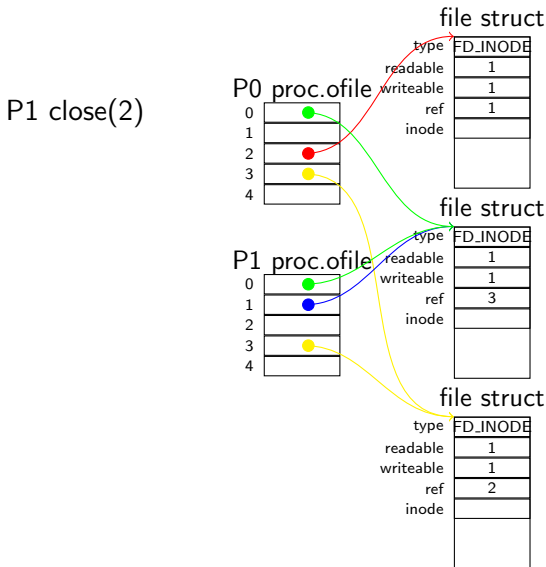 P1 close(2)
P0 proc.ofile
0
1
2
3
4
P1 proc.ofile
0
1
2
3
4
file struct
type FD_INODE
readable 1
writeable 1
ref 1
inode
file struct
type FD_INODE
readable 1
writeable 1
ref 3
inode
file struct
type FD_INODE
readable 1
writeable 1
ref 2
inode